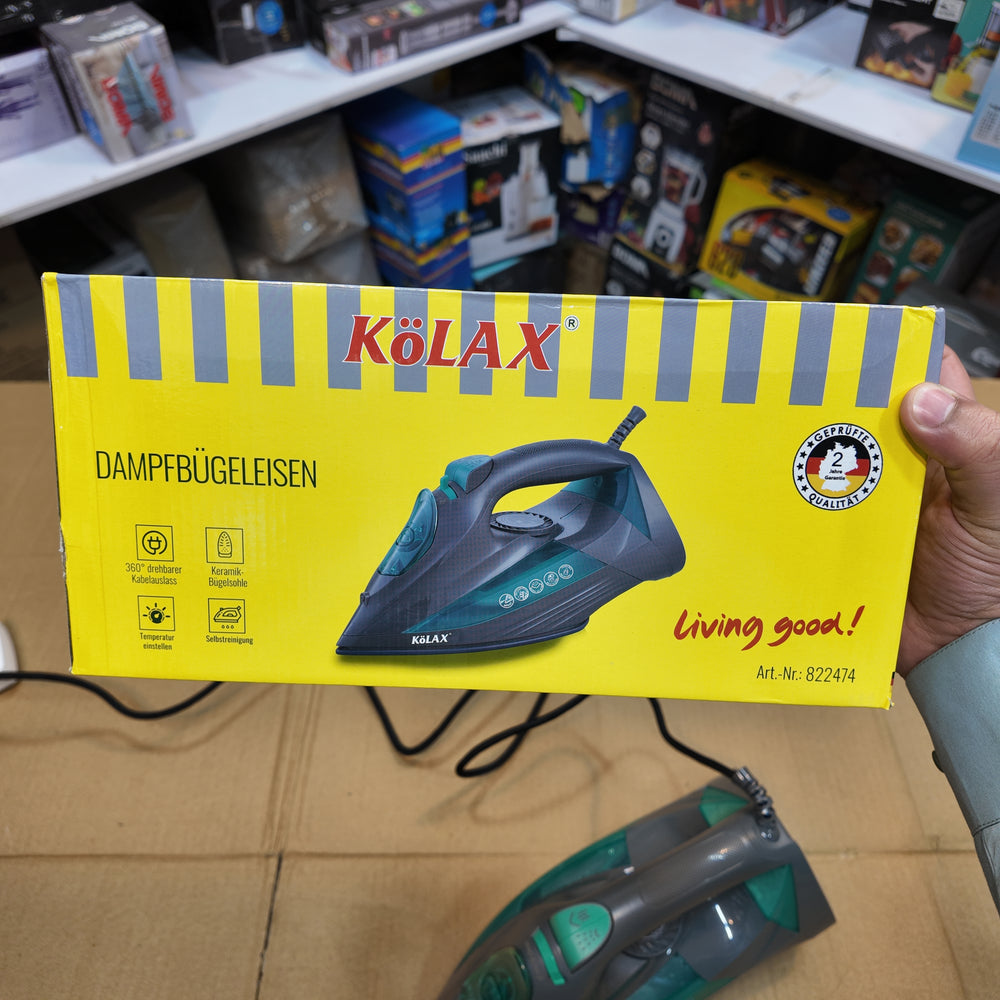 KöLAX®
DAMPFBÜGELEISEN
360° drehbarer
Kabelauslass
Keramik-
Bügelsohle
Temperatur
einstellen
Selbstreinigung
KöLAX
GEPRÜFTE
2
Jahre
Garantie
QUALITÄT
Living good!
Art.-Nr.: 822474